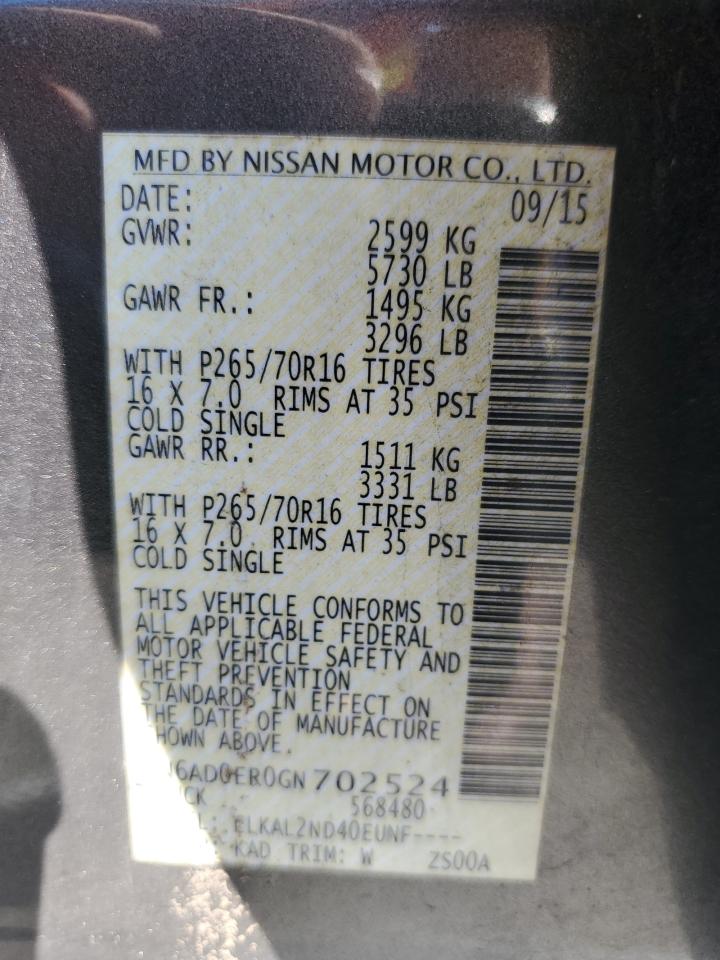 MFD BY NISSAN MOTOR CO., LTD.
DATE: 09/15
GVWR: 2599 KG
5730 LB
GAWR FR.: 1495 KG
3296 LB
WITH P265/70R16 TIRES
16 X 7.0 RIMS AT 35 PSI
COLD SINGLE
GAWR RR.: 1511 KG
3331 LB
WITH P265/70R16 TIRES
16 X 7.0 RIMS AT 35 PSI
COLD SINGLE
THIS VEHICLE CONFORMS TO
ALL APPLICABLE FEDERAL
MOTOR VEHICLE SAFETY AND
THEFT PREVENTION
STANDARDS IN EFFECT ON
THE DATE OF MANUFACTURE
SHOWN ABOVE.
6AD0ER0GN702524
568480
ELKAL2ND40EUNF----
KAD TRIM: W ZS00A